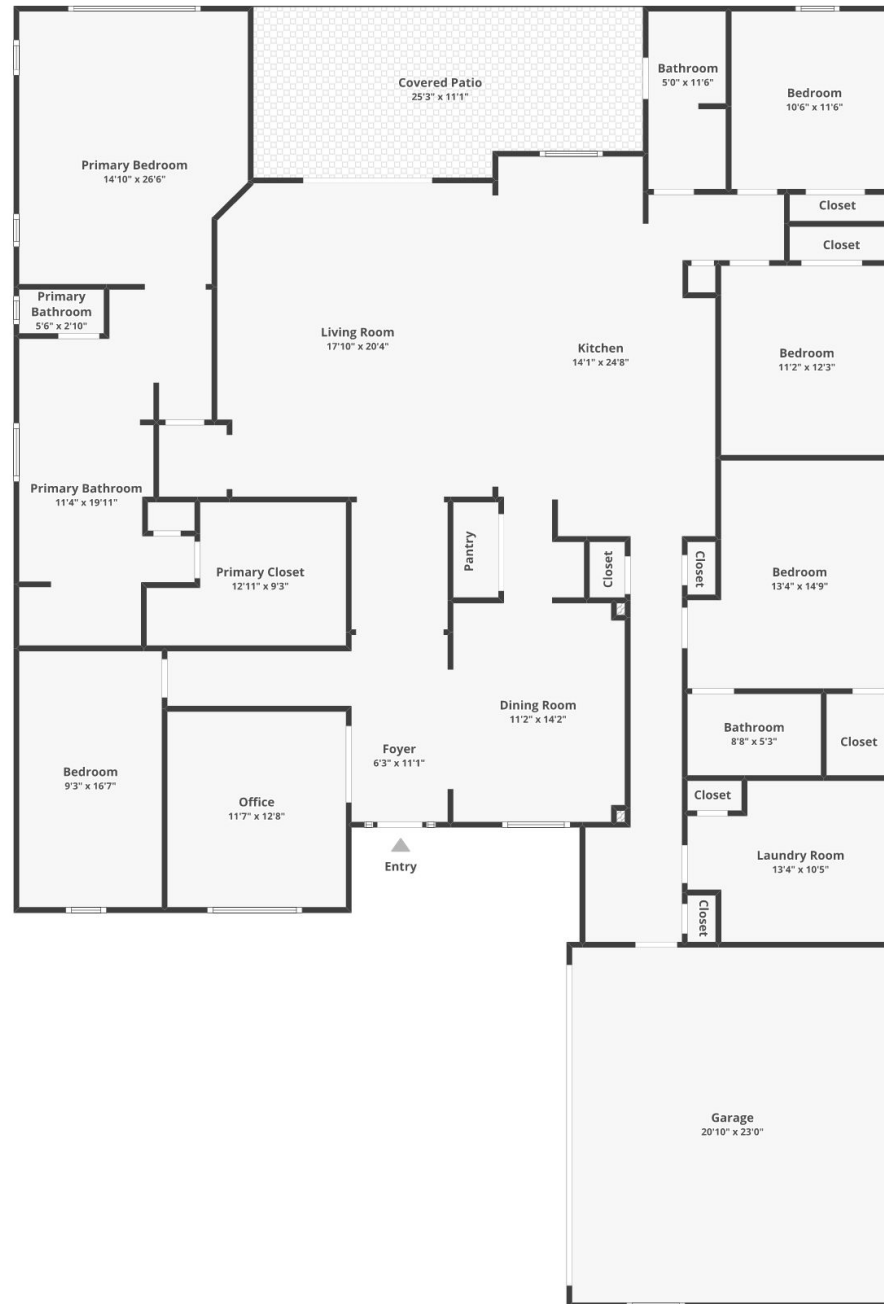 Covered Patio
25'3" x 11'1"
Bathroom
5'0" x 11'6"
Bedroom
10'6" x 11'6"
Primary Bedroom
14'10" x 26'6"
Closet
Closet
Primary
Bathroom
5'6" x 2'10"
Living Room
17'10" x 20'4"
Kitchen
14'1" x 24'8"
Bedroom
11'2" x 12'3"
Primary Bathroom
11'4" x 19'11"
Primary Closet
12'11" x 9'3"
Pantry
Closet
Closet
Bedroom
13'4" x 14'9"
Dining Room
11'2" x 14'2"
Bathroom
8'8" x 5'3"
Closet
Foyer
6'3" x 11'1"
Bedroom
9'3" x 16'7"
Office
11'7" x 12'8"
Closet
Laundry Room
13'4" x 10'5"
Entry
Closet
Garage
20'10" x 23'0"